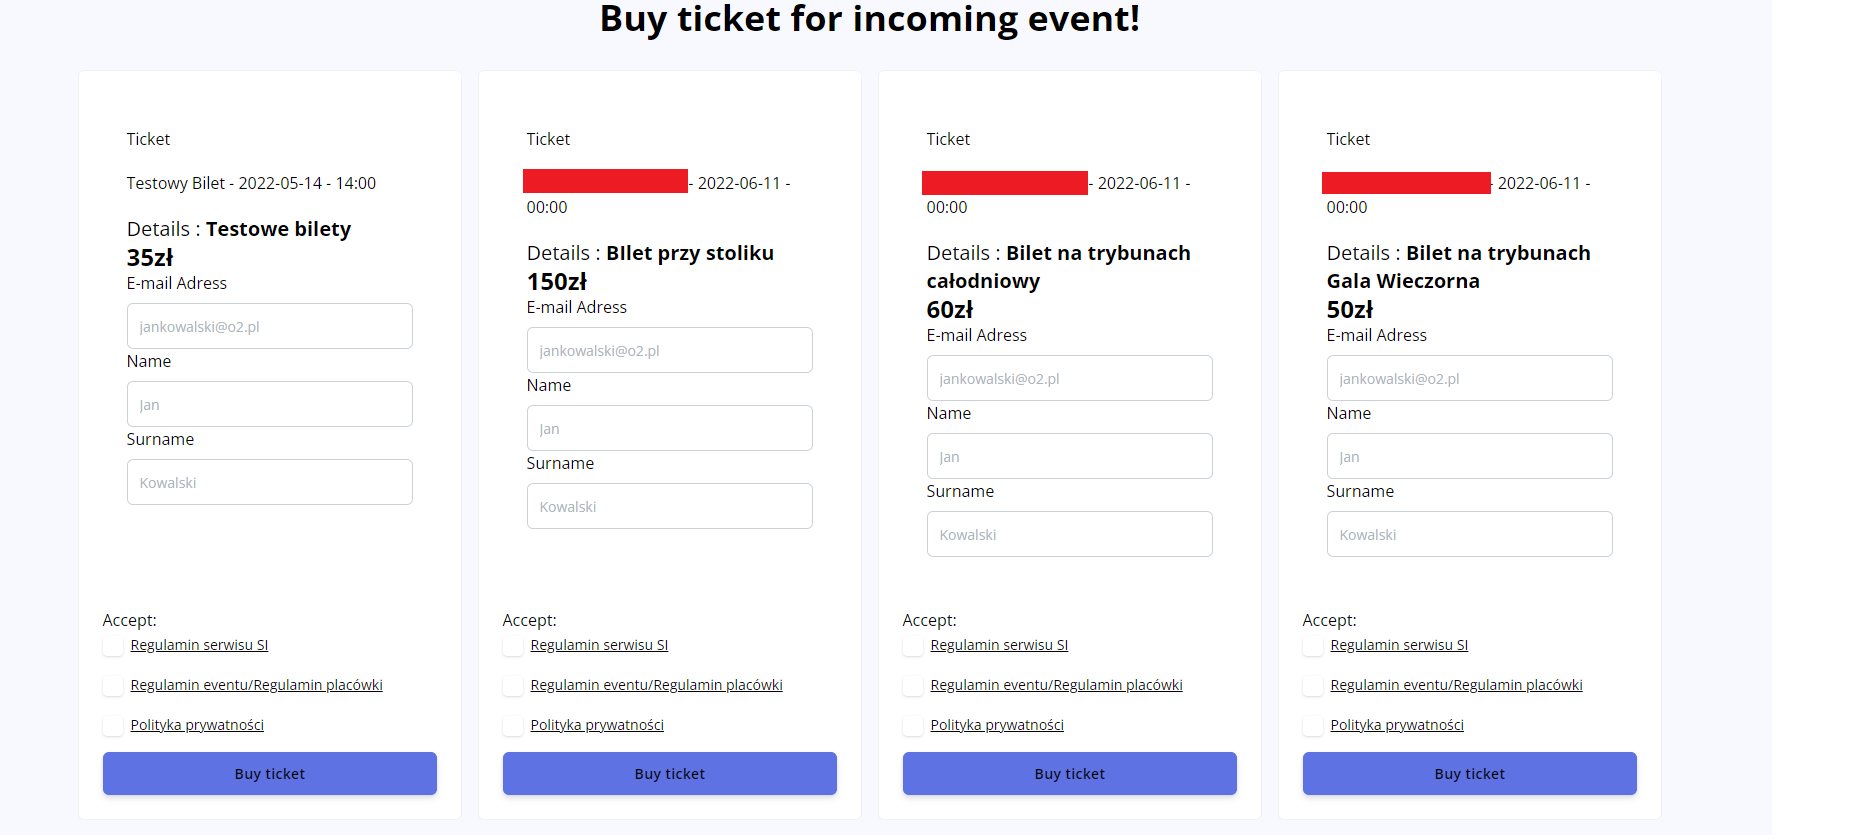 Buy ticket for incoming event!
Ticket
Testowy Bilet - 2022-05-14 - 14:00
Details : Testowe bilety
35zł
E-mail Adress
jankowalski@o2.pl
Name
Jan
Surname
Kowalski
Accept:
Regulamin serwisu SI
Regulamin eventu/Regulamin placówki
Polityka prywatności
Buy ticket
Ticket
- 2022-06-11 -
00:00
Details : BIlet przy stoliku
150zł
E-mail Adress
jankowalski@o2.pl
Name
Jan
Surname
Kowalski
Accept:
Regulamin serwisu SI
Regulamin eventu/Regulamin placówki
Polityka prywatności
Buy ticket
Ticket
- 2022-06-11 -
00:00
Details : Bilet na trybunach
całodniowy
60zł
E-mail Adress
jankowalski@o2.pl
Name
Jan
Surname
Kowalski
Accept:
Regulamin serwisu SI
Regulamin eventu/Regulamin placówki
Polityka prywatności
Buy ticket
Ticket
- 2022-06-11 -
00:00
Details : Bilet na trybunach
Gala Wieczorna
50zł
E-mail Adress
jankowalski@o2.pl
Name
Jan
Surname
Kowalski
Accept:
Regulamin serwisu SI
Regulamin eventu/Regulamin placówki
Polityka prywatności
Buy ticket